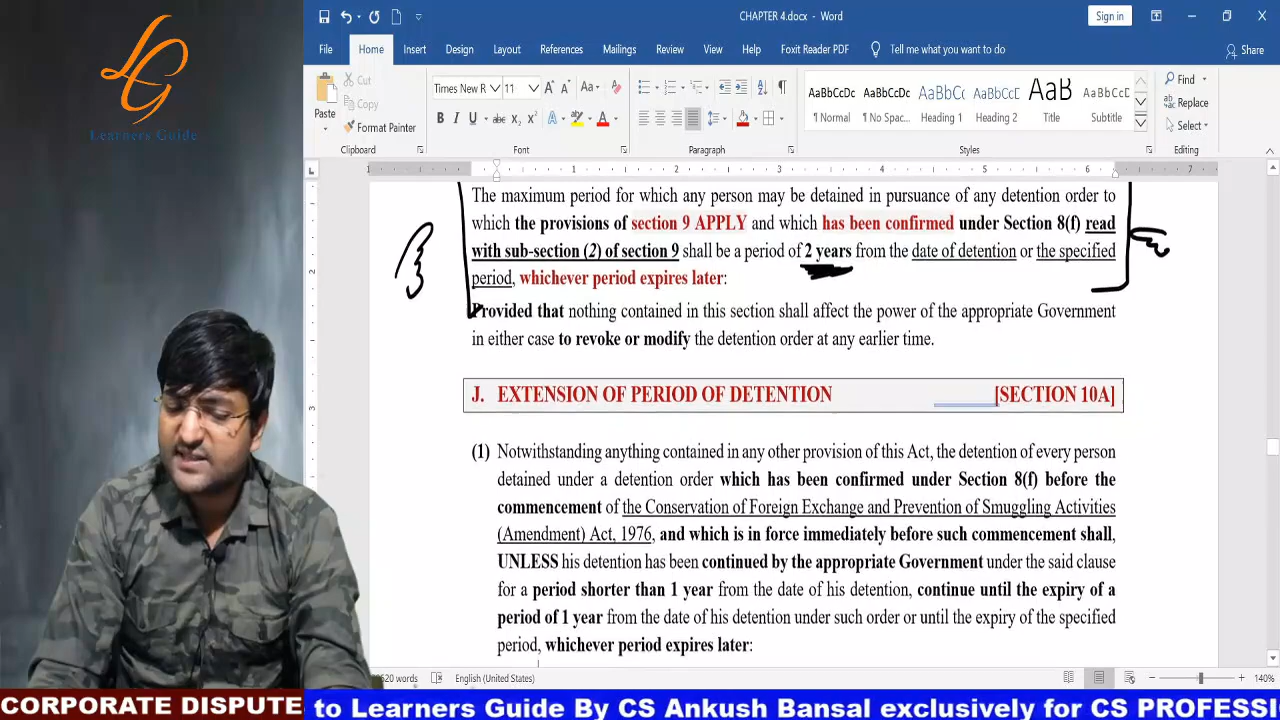 LG
Learners Guide
CHAPTER 4.docx - Word
Sign in
File Home Insert Design Layout References Mailings Review View Help Foxit Reader PDF Tell me what you want to do Share
Paste
Cut
Copy
Format Painter
Clipboard
Times New R 11
Font
Paragraph
AaBbCcDc AaBbCcDc AaBbCc AaBbCcD AaB AaBbCcD
¶ Normal ¶ No Spac... Heading 1 Heading 2 Title Subtitle
Styles
Find
Replace
Select
Editing
1 1 2 3 4 5 6 7
The maximum period for which any person may be detained in pursuance of any detention order to
which the provisions of section 9 APPLY and which has been confirmed under Section 8(f) read
with sub-section (2) of section 9 shall be a period of 2 years from the date of detention or the specified
period, whichever period expires later:
Provided that nothing contained in this section shall affect the power of the appropriate Government
in either case to revoke or modify the detention order at any earlier time.
J. EXTENSION OF PERIOD OF DETENTION [SECTION 10A]
(1) Notwithstanding anything contained in any other provision of this Act, the detention of every person
detained under a detention order which has been confirmed under Section 8(f) before the
commencement of the Conservation of Foreign Exchange and Prevention of Smuggling Activities
(Amendment) Act, 1976, and which is in force immediately before such commencement shall,
UNLESS his detention has been continued by the appropriate Government under the said clause
for a period shorter than 1 year from the date of his detention, continue until the expiry of a
period of 1 year from the date of his detention under such order or until the expiry of the specified
period, whichever period expires later:
620 words English (United States) 140%
CORPORATE DISPUTE to Learners Guide By CS Ankush Bansal exclusively for CS PROFESSI